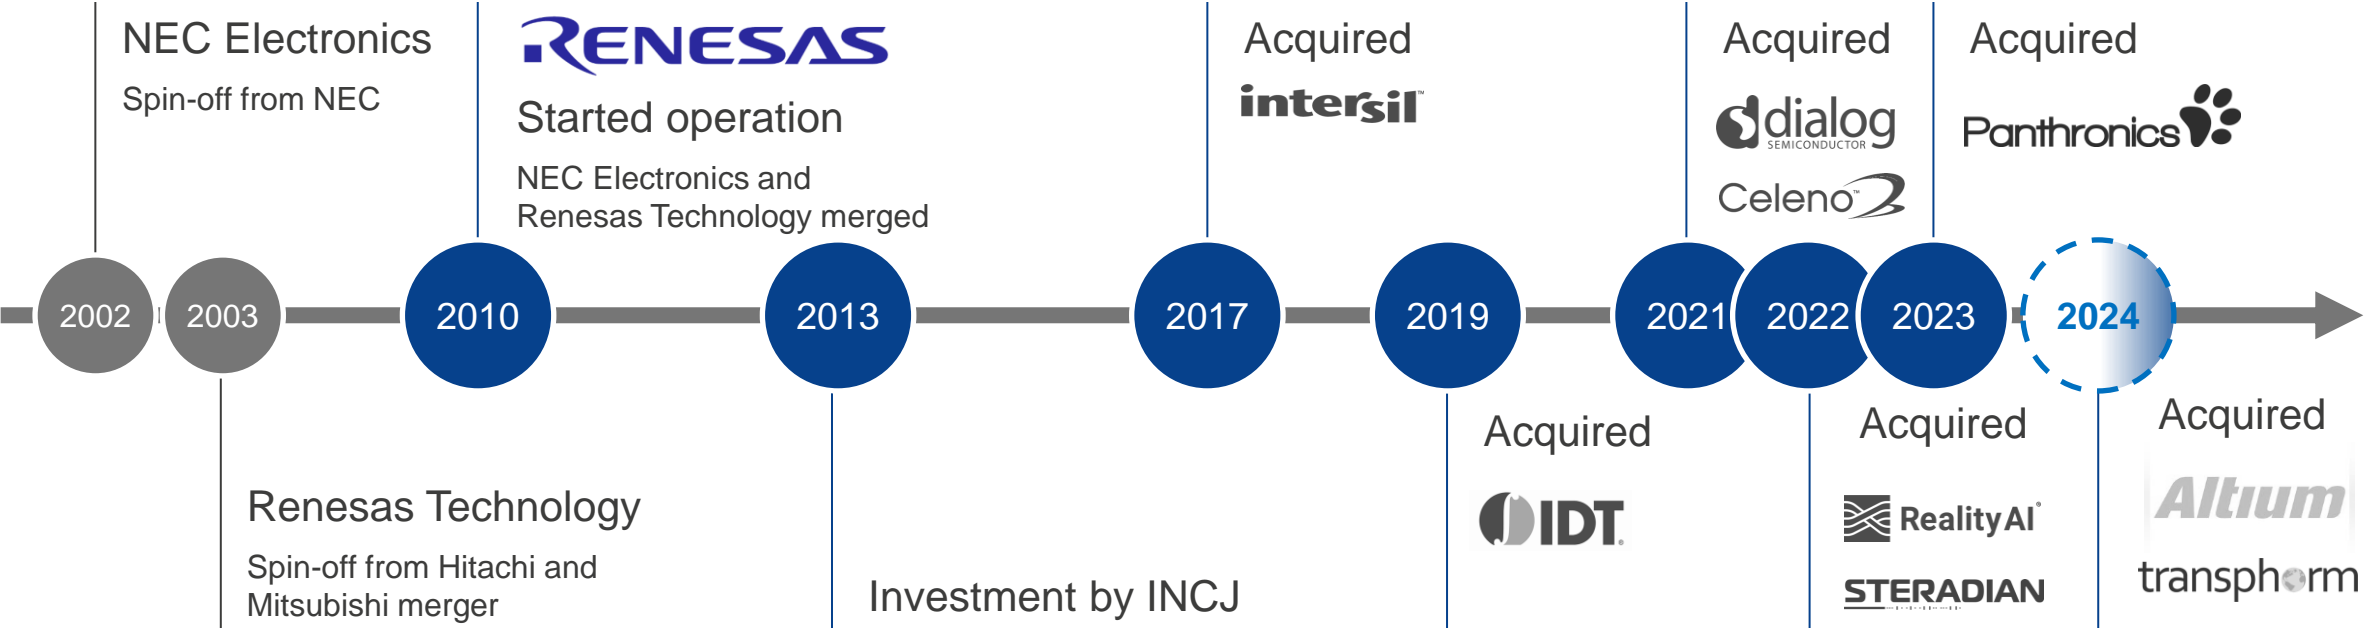 NEC Electronics
Spin-off from NEC
RENESAS
Started operation
NEC Electronics and
Renesas Technology merged
Acquired
intersil™
Acquired
dialog
SEMICONDUCTOR
Celeno™
Acquired
Panthronics
2002
2003
2010
2013
2017
2019
2021
2022
2023
2024
Renesas Technology
Spin-off from Hitachi and
Mitsubishi merger
Investment by INCJ
Acquired
IDT®
Acquired
Reality AI®
STERADIAN
Acquired
Altium
transphorm